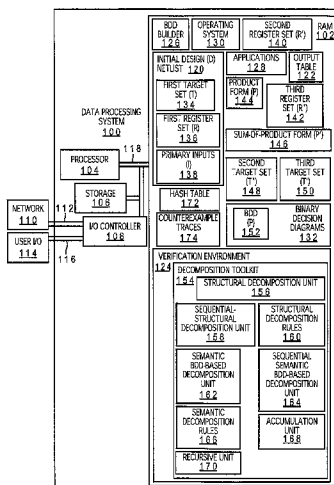 BDD
BUILDER
126
OPERATING
SYSTEM
130
SECOND
REGISTER SET (R')
140
RAM
102
INITIAL DESIGN (D)
NETLIST 120
APPLICATIONS
128
OUTPUT
TABLE
122
FIRST TARGET
SET (T)
134
PRODUCT
FORM (P)
144
THIRD
REGISTER
SET (R")
142
FIRST REGISTER
SET (R)
136
SUM-OF-PRODUCT FORM (P')
146
PRIMARY INPUTS
(I)
138
SECOND
TARGET SET
(T')
148
THIRD
TARGET SET
(T")
150
HASH TABLE
172
COUNTEREXAMPLE
TRACES
174
BDD (P)
152
BINARY
DECISION
DIAGRAMS
132
DATA PROCESSING
SYSTEM
100
118
PROCESSOR
104
STORAGE
106
I/O CONTROLLER
108
NETWORK
110
112
USER I/O
114
116
VERIFICATION ENVIRONMENT
124
DECOMPOSITION TOOLKIT
154
STRUCTURAL DECOMPOSITION UNIT
156
SEQUENTIAL-
STRUCTURAL
DECOMPOSITION UNIT
158
STRUCTURAL
DECOMPOSITION
RULES
160
SEMANTIC
BDD-BASED
DECOMPOSITION
UNIT
162
SEQUENTIAL
SEMANTIC
BDD-BASED
DECOMPOSITION
UNIT
164
SEMANTIC
DECOMPOSITION
RULES
166
ACCUMULATION
UNIT
168
RECURSIVE UNIT
170